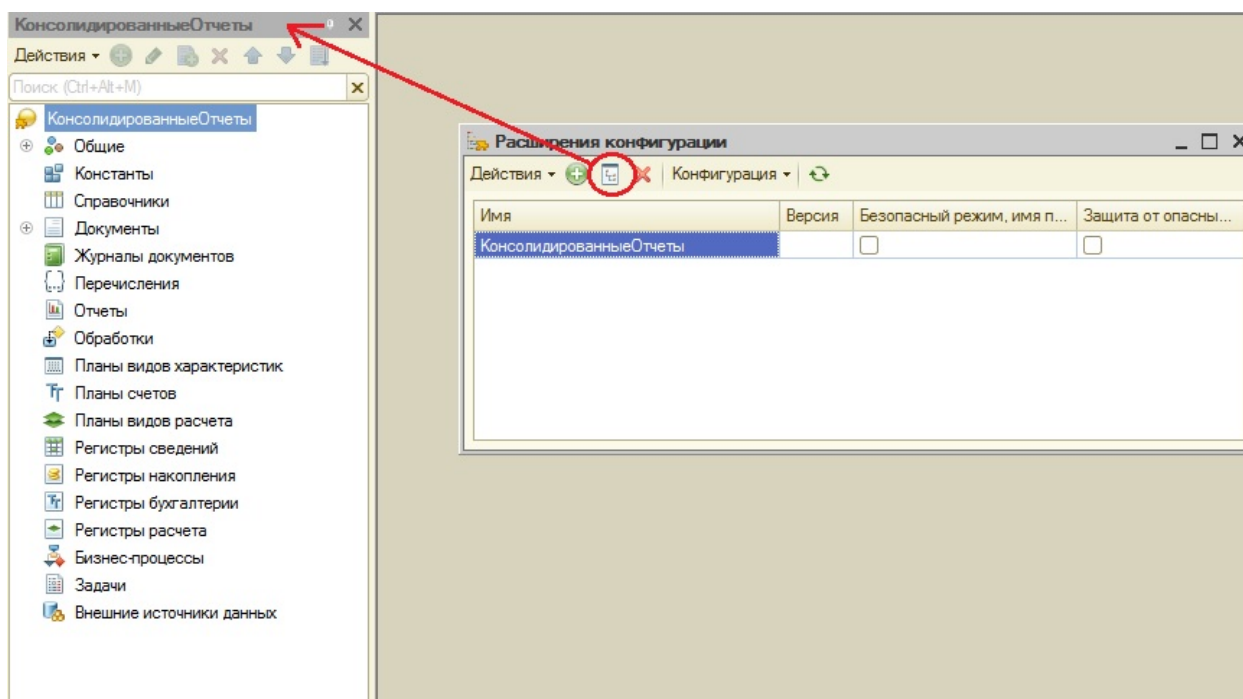 КонсолидированныеОтчеты
Действия
Поиск (Ctrl+Alt+M)
КонсолидированныеОтчеты
Общие
Константы
Справочники
Документы
Журналы документов
Перечисления
Отчеты
Обработки
Планы видов характеристик
Планы счетов
Планы видов расчета
Регистры сведений
Регистры накопления
Регистры бухгалтерии
Регистры расчета
Бизнес-процессы
Задачи
Внешние источники данных
Расширения конфигурации
Действия Конфигурация
Имя Версия Безопасный режим, имя п... Защита от опасны...
КонсолидированныеОтчеты